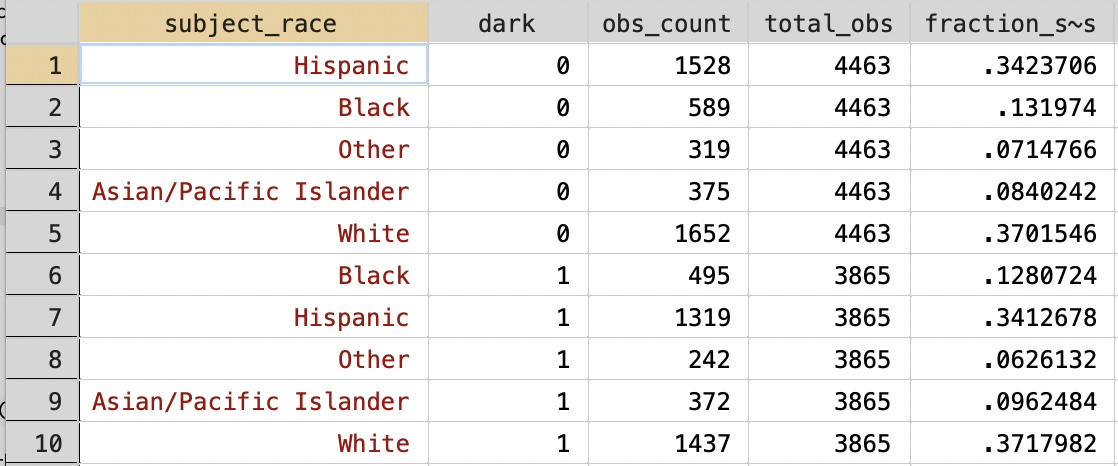 subject_race dark obs_count total_obs fraction_s~s
1 Hispanic 0 1528 4463 .3423706
2 Black 0 589 4463 .131974
3 Other 0 319 4463 .0714766
4 Asian/Pacific Islander 0 375 4463 .0840242
5 White 0 1652 4463 .3701546
6 Black 1 495 3865 .1280724
7 Hispanic 1 1319 3865 .3412678
8 Other 1 242 3865 .0626132
9 Asian/Pacific Islander 1 372 3865 .0962484
10 White 1 1437 3865 .3717982